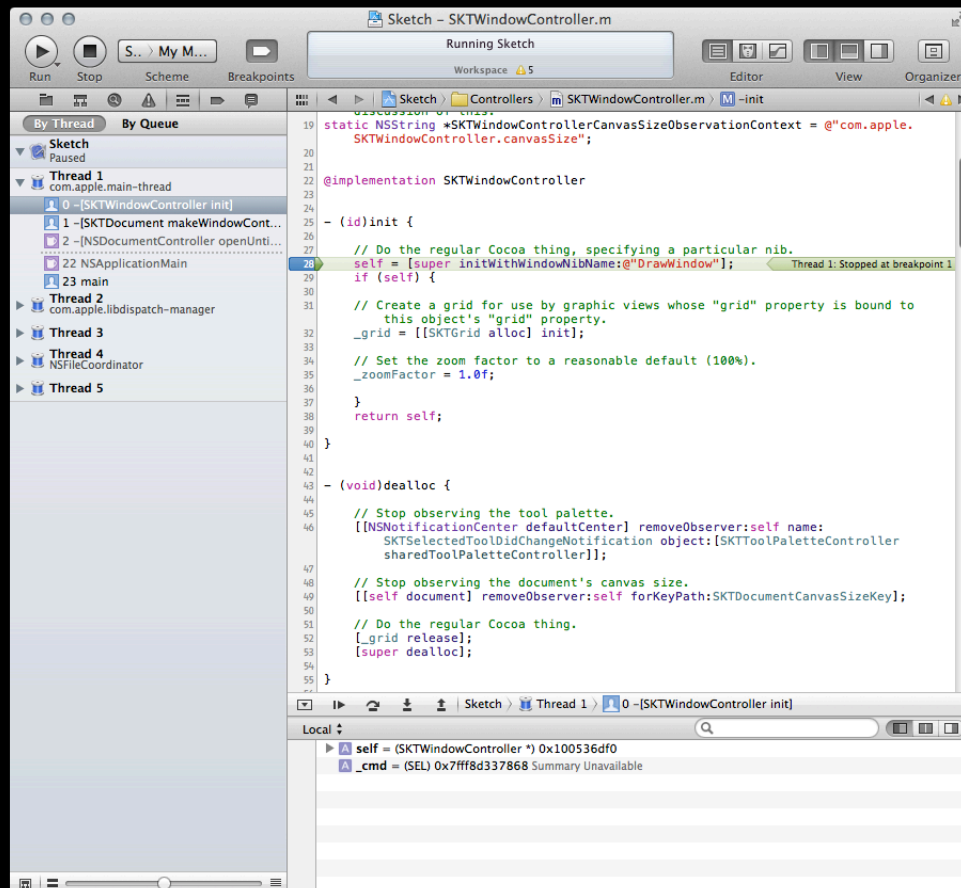 Sketch – SKTWindowController.m
Running Sketch
S.. › My M...
Workspace 5
Run Stop Scheme Breakpoints Editor View Organizer
Sketch › Controllers › m SKTWindowController.m › M -init
By Thread By Queue
Sketch
Paused
Thread 1
com.apple.main-thread
0 -[SKTWindowController init]
1 -[SKTDocument makeWindowCont...
2 -[NSDocumentController openUnti...
22 NSApplicationMain
23 main
Thread 2
com.apple.libdispatch-manager
Thread 3
Thread 4
NSFileCoordinator
Thread 5
discussion of this.
19 static NSString *SKTWindowControllerCanvasSizeObservationContext = @"com.apple.
SKTWindowController.canvasSize";
20
21
22 @implementation SKTWindowController
23
24
25 - (id)init {
26
27 // Do the regular Cocoa thing, specifying a particular nib.
28 self = [super initWithWindowNibName:@"DrawWindow"]; Thread 1: Stopped at breakpoint 1
29 if (self) {
30
31 // Create a grid for use by graphic views whose "grid" property is bound to
this object's "grid" property.
32 _grid = [[SKTGrid alloc] init];
33
34 // Set the zoom factor to a reasonable default (100%).
35 _zoomFactor = 1.0f;
36
37 }
38 return self;
39
40 }
41
42
43 - (void)dealloc {
44
45 // Stop observing the tool palette.
46 [[NSNotificationCenter defaultCenter] removeObserver:self name:
SKTSelectedToolDidChangeNotification object:[SKTToolPaletteController
sharedToolPaletteController]];
47
48 // Stop observing the document's canvas size.
49 [[self document] removeObserver:self forKeyPath:SKTDocumentCanvasSizeKey];
50
51 // Do the regular Cocoa thing.
52 [_grid release];
53 [super dealloc];
54
55 }
Sketch › Thread 1 › 0 -[SKTWindowController init]
Local
A self = (SKTWindowController *) 0x100536df0
A _cmd = (SEL) 0x7fff8d337868 Summary Unavailable